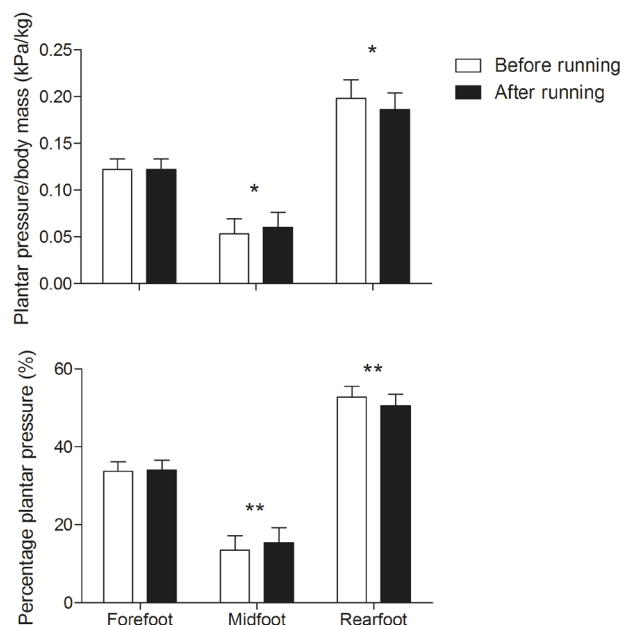 Plantar pressure/body mass (kPa/kg)
0.25
0.20
0.15
0.10
0.05
0.00
*
*
Before running
After running
Percentage plantar pressure (%)
60
40
20
0
**
**
Forefoot
Midfoot
Rearfoot